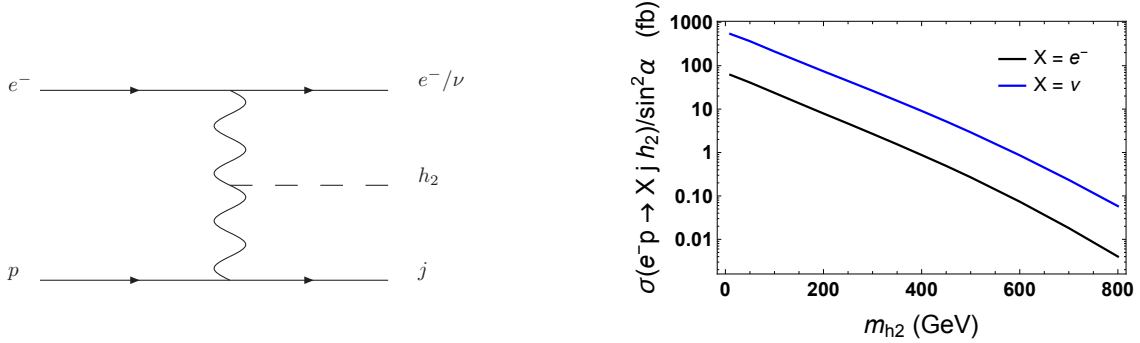 e⁻
e⁻/ν
h₂
p
j
σ(e⁻p → X j h₂)/sin²α (fb)
1000
100
10
1
0.10
0.01
X = e⁻
X = ν
0
200
400
600
800
m_h2 (GeV)